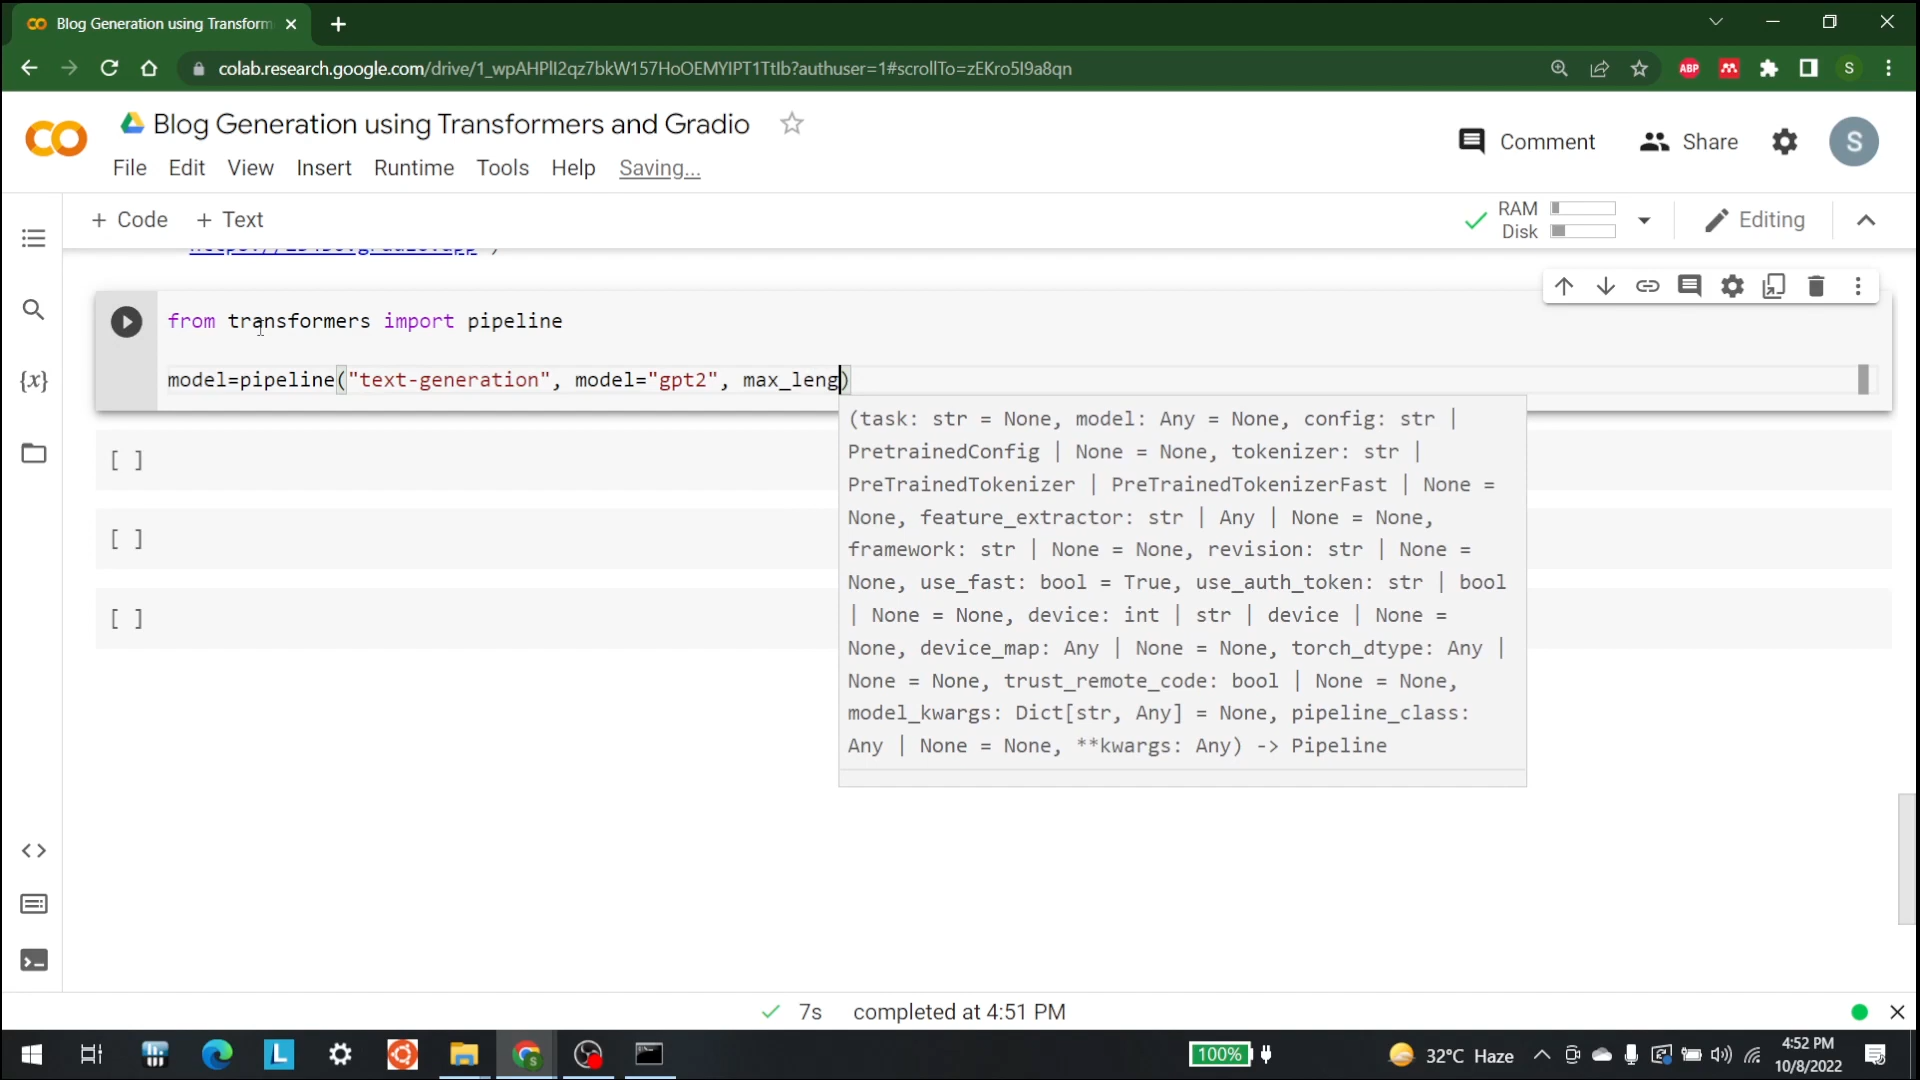 Blog Generation using Transform
colab.research.google.com/drive/1_wpAHPlI2qz7bkW157HoOEMYIPT1TtIb?authuser=1#scrollTo=zEKro5I9a8qn
ABP
S
Blog Generation using Transformers and Gradio
Comment
Share
S
File Edit View Insert Runtime Tools Help Saving...
+ Code + Text
RAM
Disk
Editing
from transformers import pipeline
model=pipeline("text-generation", model="gpt2", max_leng)
(task: str = None, model: Any = None, config: str |
PretrainedConfig | None = None, tokenizer: str |
PreTrainedTokenizer | PreTrainedTokenizerFast | None =
None, feature_extractor: str | Any | None = None,
framework: str | None = None, revision: str | None =
None, use_fast: bool = True, use_auth_token: str | bool
| None = None, device: int | str | device | None =
None, device_map: Any | None = None, torch_dtype: Any |
None = None, trust_remote_code: bool | None = None,
model_kwargs: Dict[str, Any] = None, pipeline_class:
Any | None = None, **kwargs: Any) -> Pipeline
[ ]
[ ]
[ ]
{x}
7s completed at 4:51 PM
100%
32°C Haze
4:52 PM
10/8/2022